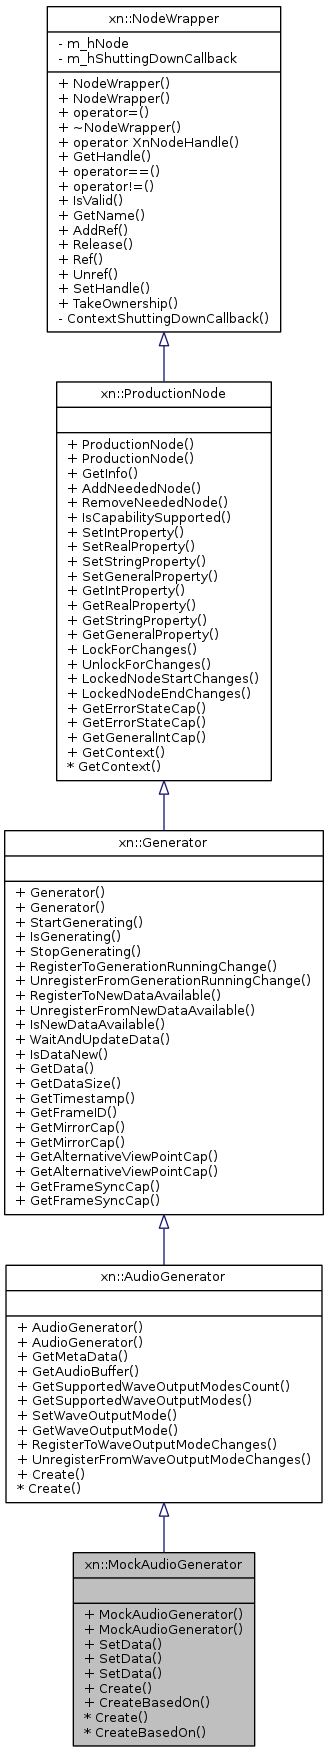 xn::NodeWrapper
- m_hNode
- m_hShuttingDownCallback
+ NodeWrapper()
+ NodeWrapper()
+ operator=()
+ ~NodeWrapper()
+ operator XnNodeHandle()
+ GetHandle()
+ operator==()
+ operator!=()
+ IsValid()
+ GetName()
+ AddRef()
+ Release()
+ Ref()
+ Unref()
+ SetHandle()
+ TakeOwnership()
- ContextShuttingDownCallback()
xn::ProductionNode
+ ProductionNode()
+ ProductionNode()
+ GetInfo()
+ AddNeededNode()
+ RemoveNeededNode()
+ IsCapabilitySupported()
+ SetIntProperty()
+ SetRealProperty()
+ SetStringProperty()
+ SetGeneralProperty()
+ GetIntProperty()
+ GetRealProperty()
+ GetStringProperty()
+ GetGeneralProperty()
+ LockForChanges()
+ UnlockForChanges()
+ LockedNodeStartChanges()
+ LockedNodeEndChanges()
+ GetErrorStateCap()
+ GetErrorStateCap()
+ GetGeneralIntCap()
+ GetContext()
* GetContext()
xn::Generator
+ Generator()
+ Generator()
+ StartGenerating()
+ IsGenerating()
+ StopGenerating()
+ RegisterToGenerationRunningChange()
+ UnregisterFromGenerationRunningChange()
+ RegisterToNewDataAvailable()
+ UnregisterFromNewDataAvailable()
+ IsNewDataAvailable()
+ WaitAndUpdateData()
+ IsDataNew()
+ GetData()
+ GetDataSize()
+ GetTimestamp()
+ GetFrameID()
+ GetMirrorCap()
+ GetMirrorCap()
+ GetAlternativeViewPointCap()
+ GetAlternativeViewPointCap()
+ GetFrameSyncCap()
+ GetFrameSyncCap()
xn::AudioGenerator
+ AudioGenerator()
+ AudioGenerator()
+ GetMetaData()
+ GetAudioBuffer()
+ GetSupportedWaveOutputModesCount()
+ GetSupportedWaveOutputModes()
+ SetWaveOutputMode()
+ GetWaveOutputMode()
+ RegisterToWaveOutputModeChanges()
+ UnregisterFromWaveOutputModeChanges()
+ Create()
* Create()
xn::MockAudioGenerator
+ MockAudioGenerator()
+ MockAudioGenerator()
+ SetData()
+ SetData()
+ SetData()
+ Create()
+ CreateBasedOn()
* Create()
* CreateBasedOn()